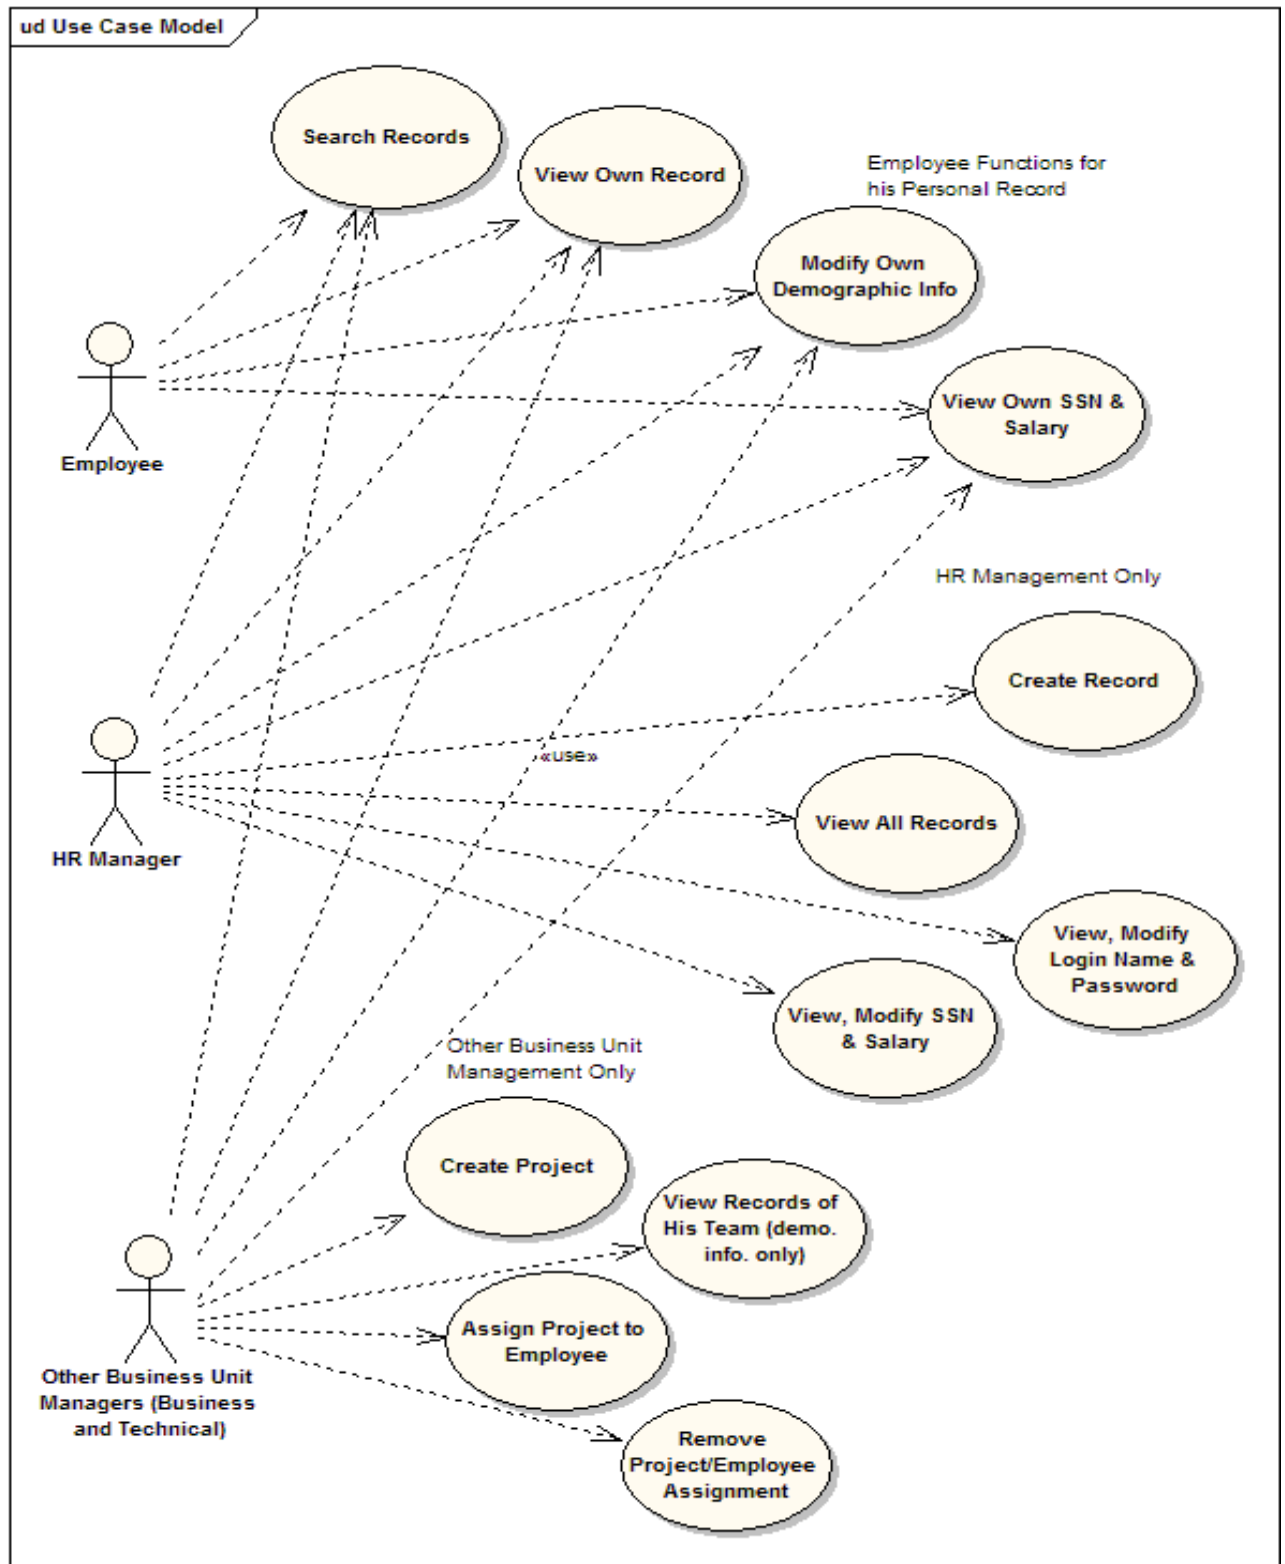 ud Use Case Model
Search Records
View Own Record
Employee Functions for
his Personal Record
Modify Own
Demographic Info
View Own SSN &
Salary
Employee
HR Management Only
Create Record
«use»
View All Records
HR Manager
View, Modify
Login Name &
Password
View, Modify SSN
& Salary
Other Business Unit
Management Only
Create Project
View Records of
His Team (demo.
info. only)
Assign Project to
Employee
Other Business Unit
Managers (Business
and Technical)
Remove
Project/Employee
Assignment